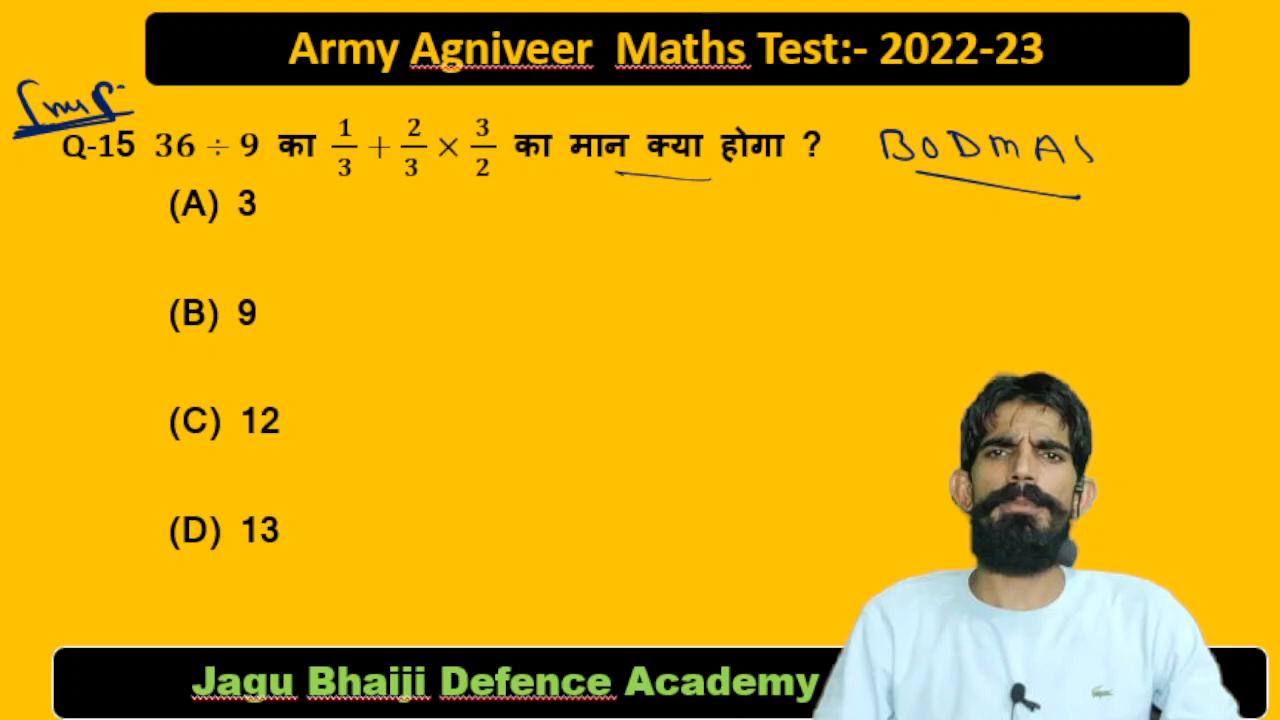 Army Agniveer Maths Test:- 2022-23
Q-15 36 ÷ 9 का 1/3 + 2/3 × 3/2 का मान क्या होगा ?
BODMAS
(A) 3
(B) 9
(C) 12
(D) 13
Jagu Bhaiji Defence Academy